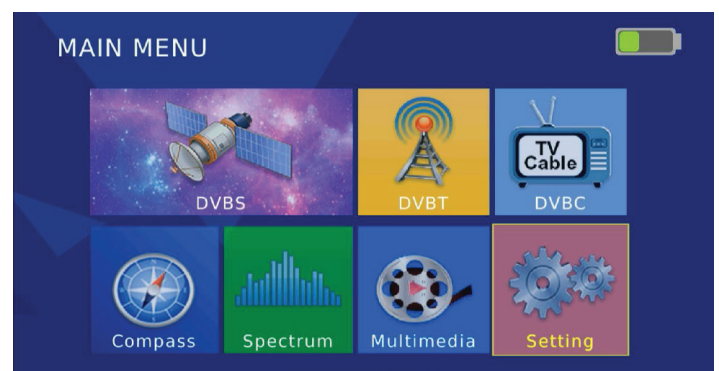 MAIN MENU
DVBS
DVBT
TV
Cable
DVBC
Compass
Spectrum
Multimedia
Setting